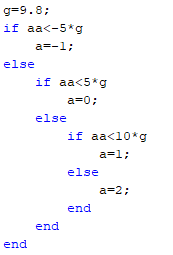 g=9.8;
if aa<-5*g
    a=-1;
else
    if aa<5*g
        a=0;
    else
        if aa<10*g
            a=1;
        else
            a=2;
        end
    end
end